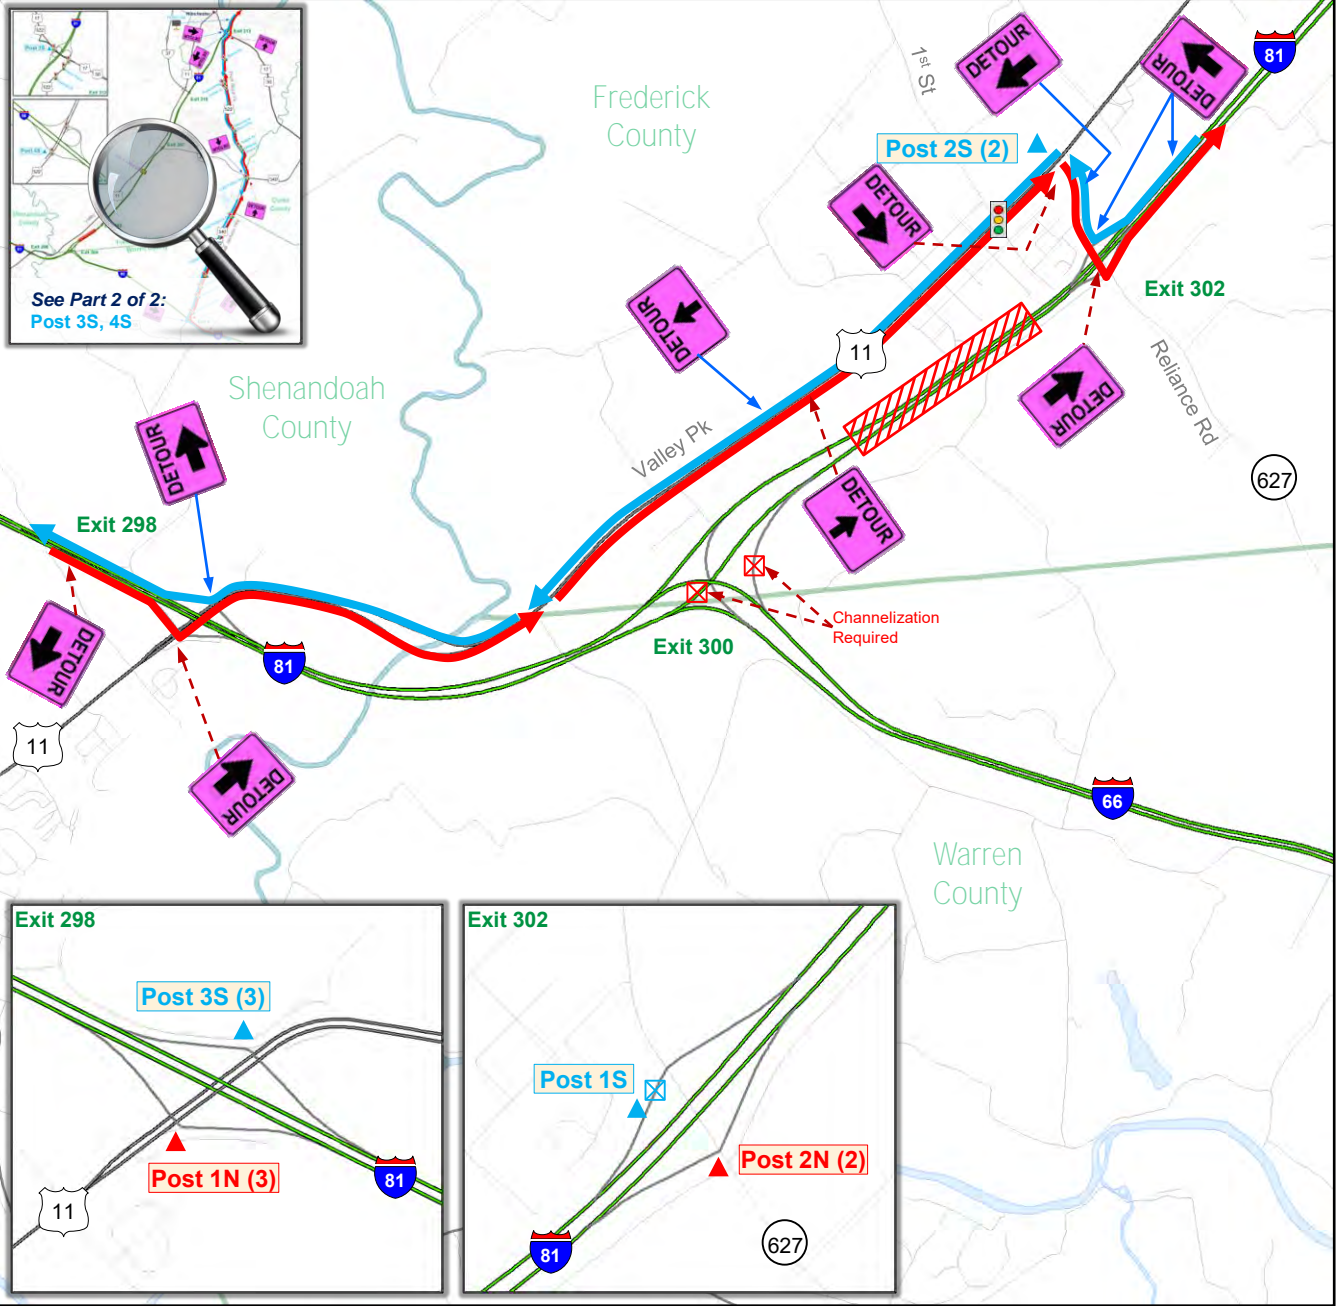 See Part 2 of 2:
Post 3S, 4S
Frederick
County
1st St
DETOUR
DETOUR
81
Post 2S (2)
DETOUR
Exit 302
DETOUR
11
Shenandoah
County
Reliance Rd
DETOUR
Valley Pk
DETOUR
627
DETOUR
Exit 298
Channelization
Required
Exit 300
DETOUR
81
11
DETOUR
66
Warren
County
Exit 298
Post 3S (3)
Post 1N (3)
81
11
Exit 302
Post 1S
Post 2N (2)
627
81